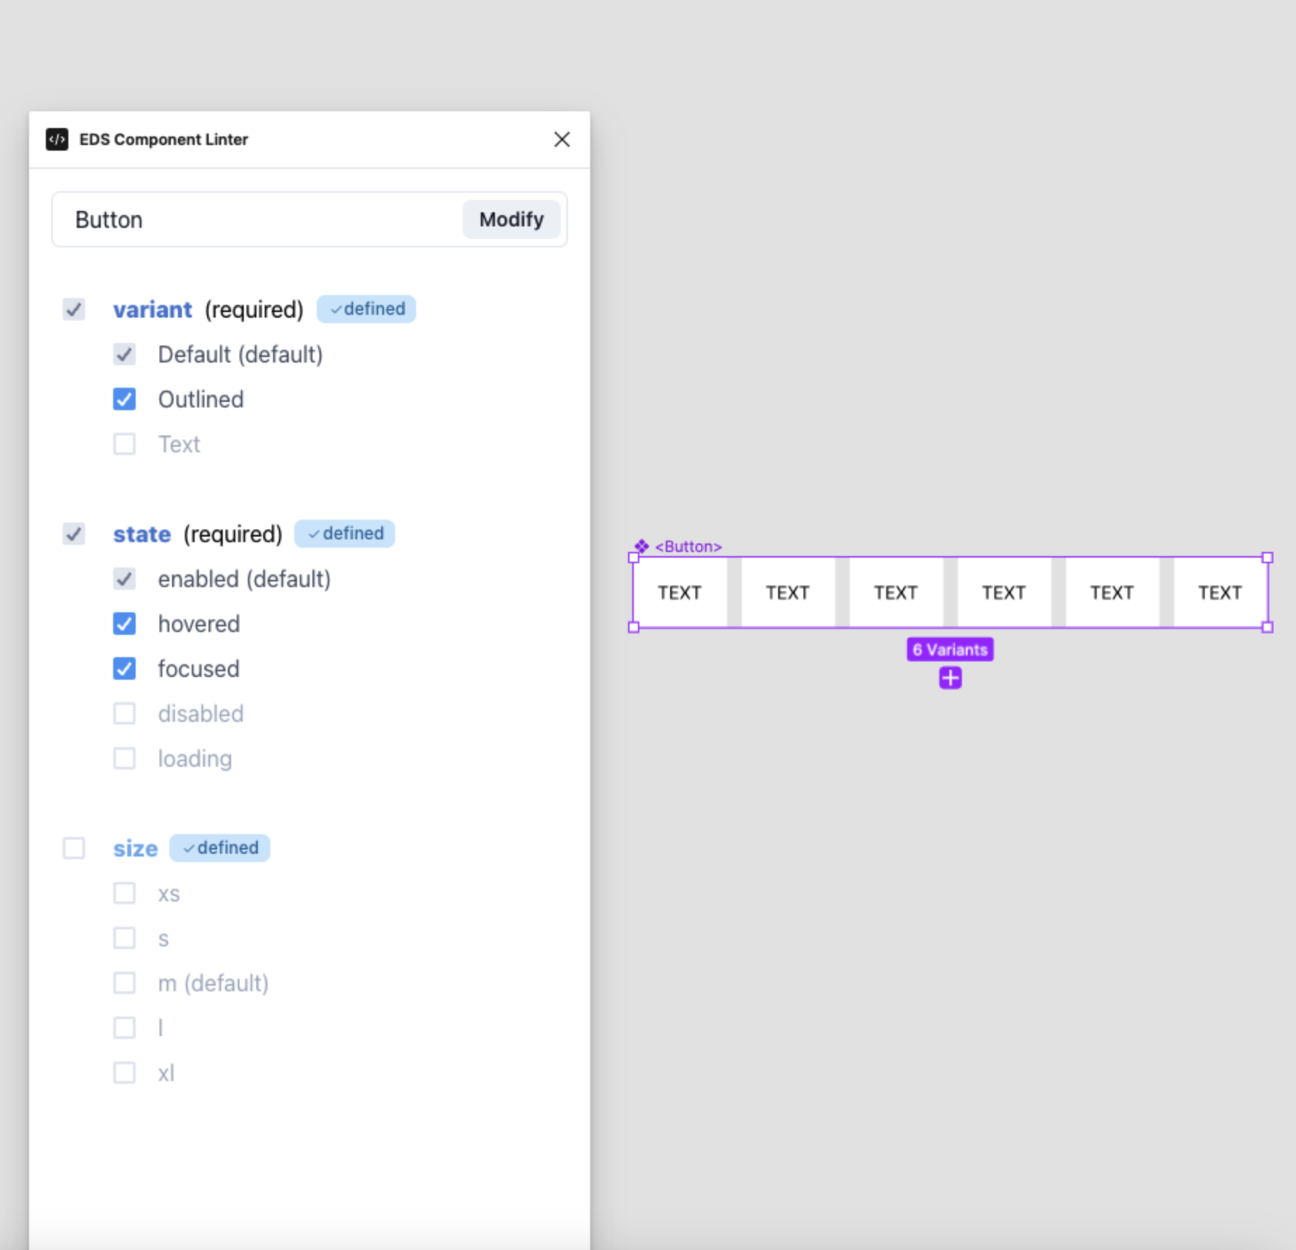 EDS Component Linter
Button Modify
variant (required) defined
Default (default)
Outlined
Text
state (required) defined
enabled (default)
hovered
focused
disabled
loading
size defined
xs
s
m (default)
l
xl
<Button>
TEXT TEXT TEXT TEXT TEXT TEXT
6 Variants